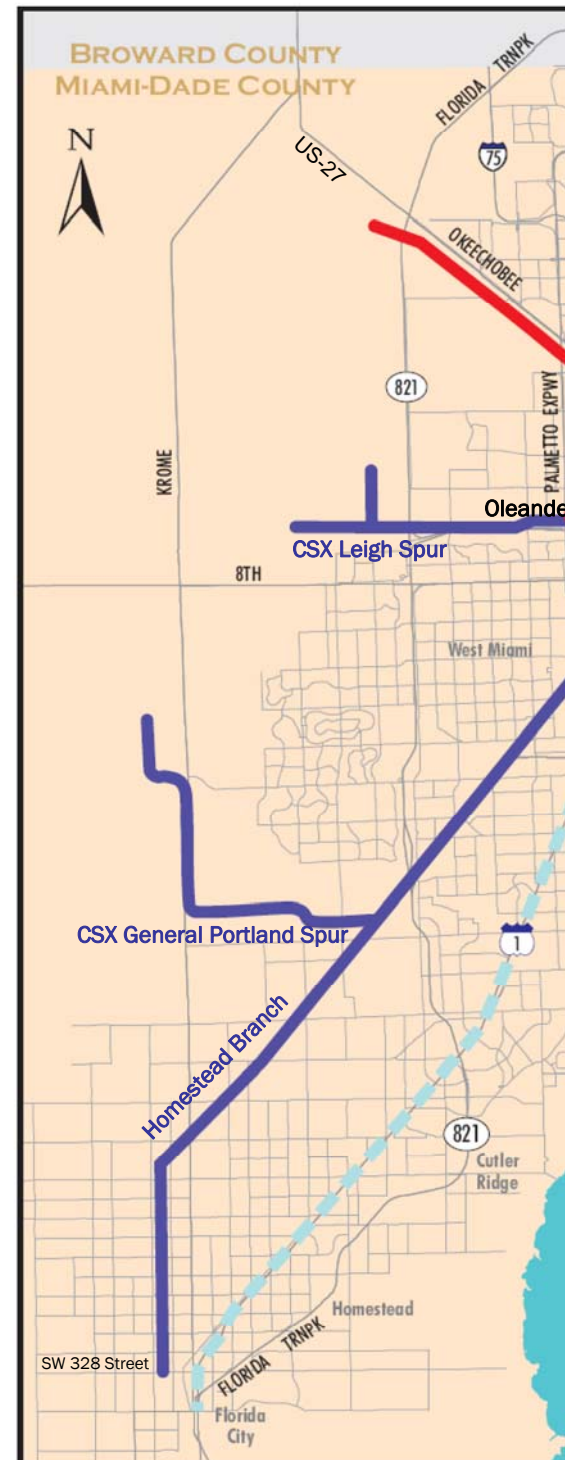 BROWARD COUNTY
MIAMI-DADE COUNTY
N
FLORIDA TRNPK
75
US-27
OKEECHOBEE
821
PALMETTO EXPWY
KROME
Oleande
CSX Leigh Spur
8TH
West Miami
CSX General Portland Spur
1
Homestead Branch
821
Cutler
Ridge
Homestead
SW 328 Street
FLORIDA TRNPK
Florida
City